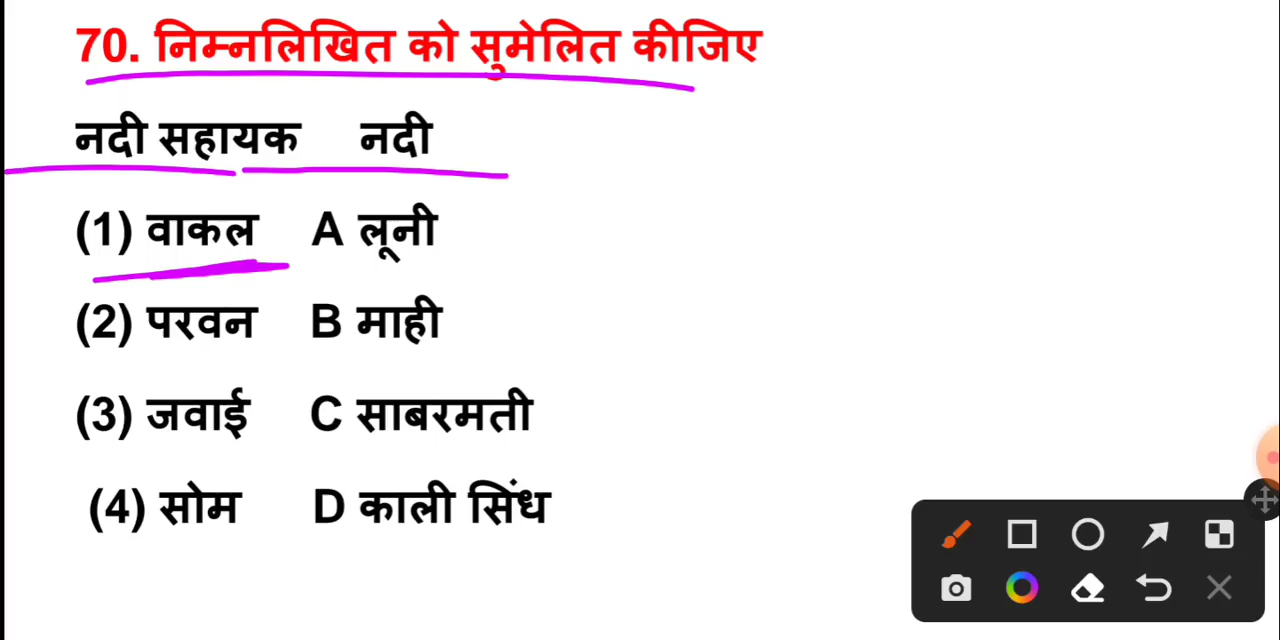 70. निम्नलिखित को सुमेलित कीजिए
नदी सहायक नदी
(1) वाकल A लूनी
(2) परवन B माही
(3) जवाई C साबरमती
(4) सोम D काली सिंध